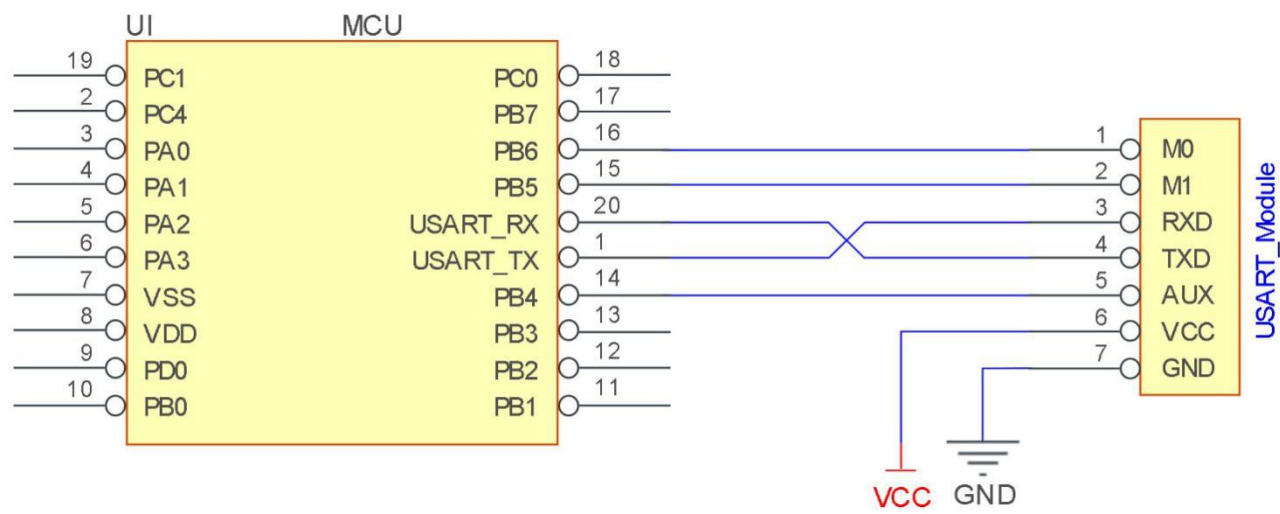 UI MCU
19 PC1 PC0 18
2 PC4 PB7 17
3 PA0 PB6 16 1 M0
4 PA1 PB5 15 2 M1
5 PA2 USART_RX 20 3 RXD
6 PA3 USART_TX 1 4 TXD
7 VSS PB4 14 5 AUX
8 VDD PB3 13 6 VCC
9 PD0 PB2 12 7 GND
10 PB0 PB1 11
USART_Module
VCC GND